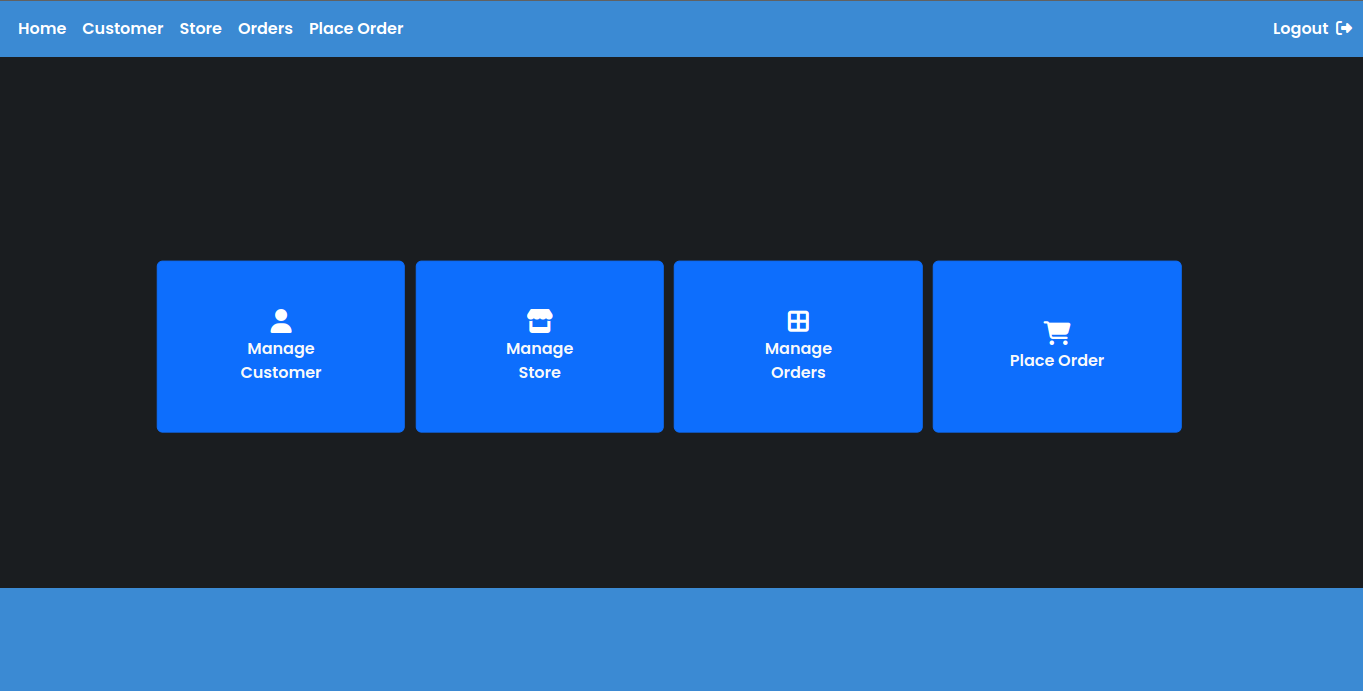 Home Customer Store Orders Place Order Logout
Manage
Customer
Manage
Store
Manage
Orders
Place Order